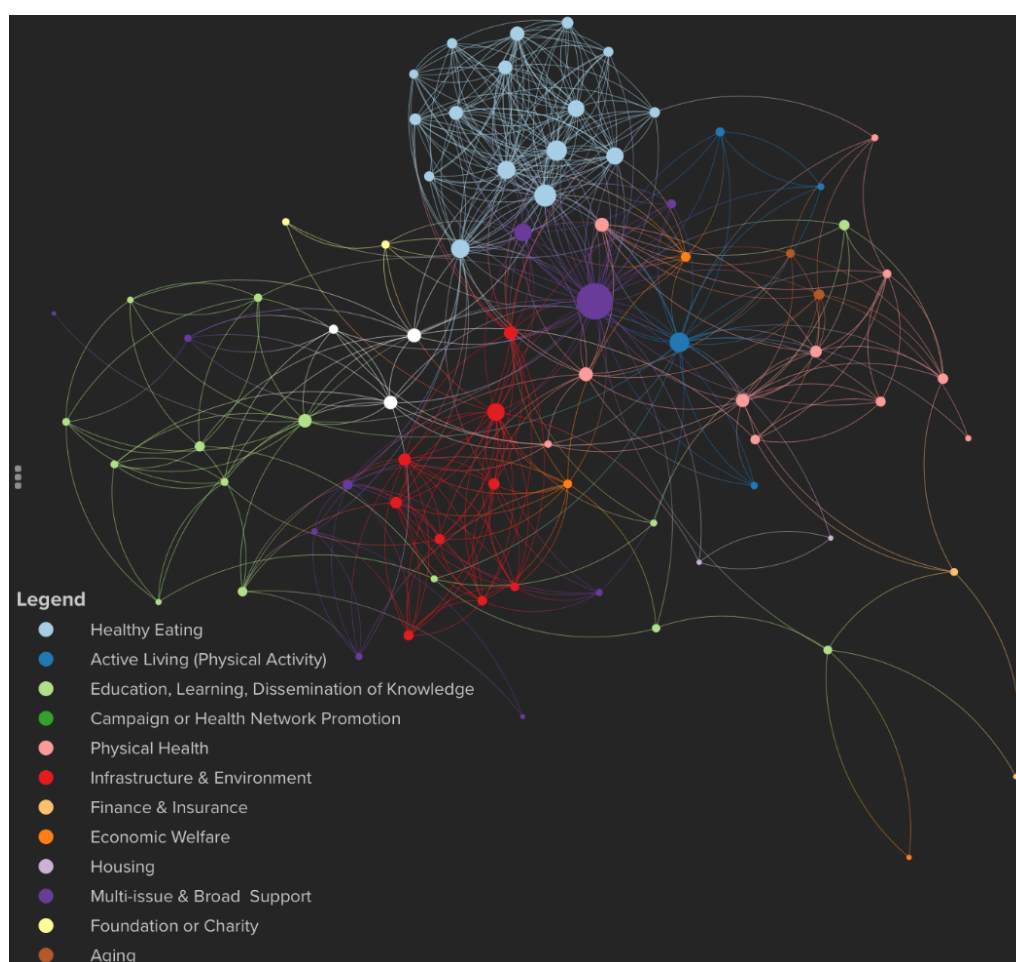 Legend
Healthy Eating
Active Living (Physical Activity)
Education, Learning, Dissemination of Knowledge
Campaign or Health Network Promotion
Physical Health
Infrastructure & Environment
Finance & Insurance
Economic Welfare
Housing
Multi-issue & Broad Support
Foundation or Charity
Aging